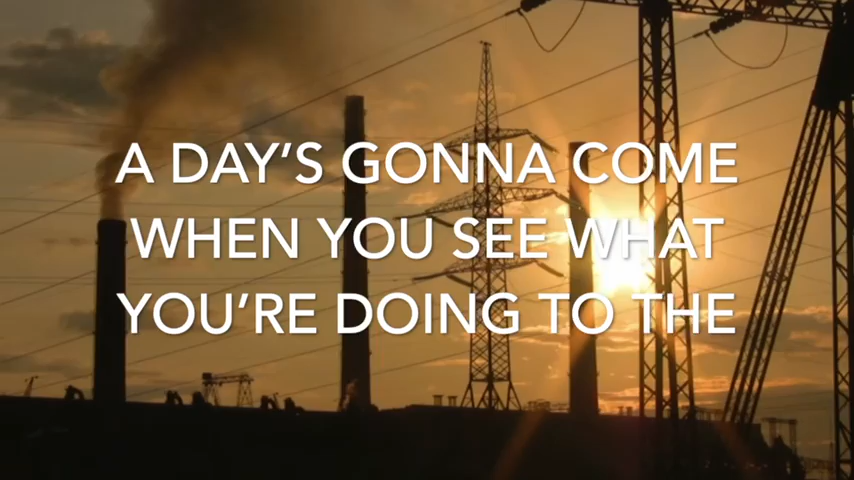 A DAY'S GONNA COME
WHEN YOU SEE WHAT
YOU'RE DOING TO THE